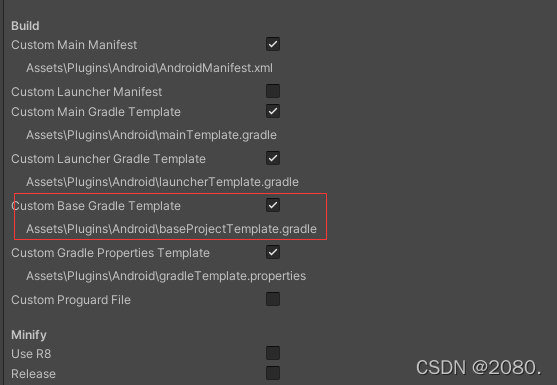 Build
Custom Main Manifest
Assets\Plugins\Android\AndroidManifest.xml
Custom Launcher Manifest
Custom Main Gradle Template
Assets\Plugins\Android\mainTemplate.gradle
Custom Launcher Gradle Template
Assets\Plugins\Android\launcherTemplate.gradle
Custom Base Gradle Template
Assets\Plugins\Android\baseProjectTemplate.gradle
Custom Gradle Properties Template
Assets\Plugins\Android\gradleTemplate.properties
Custom Proguard File
Minify
Use R8
Release
CSDN @2080.